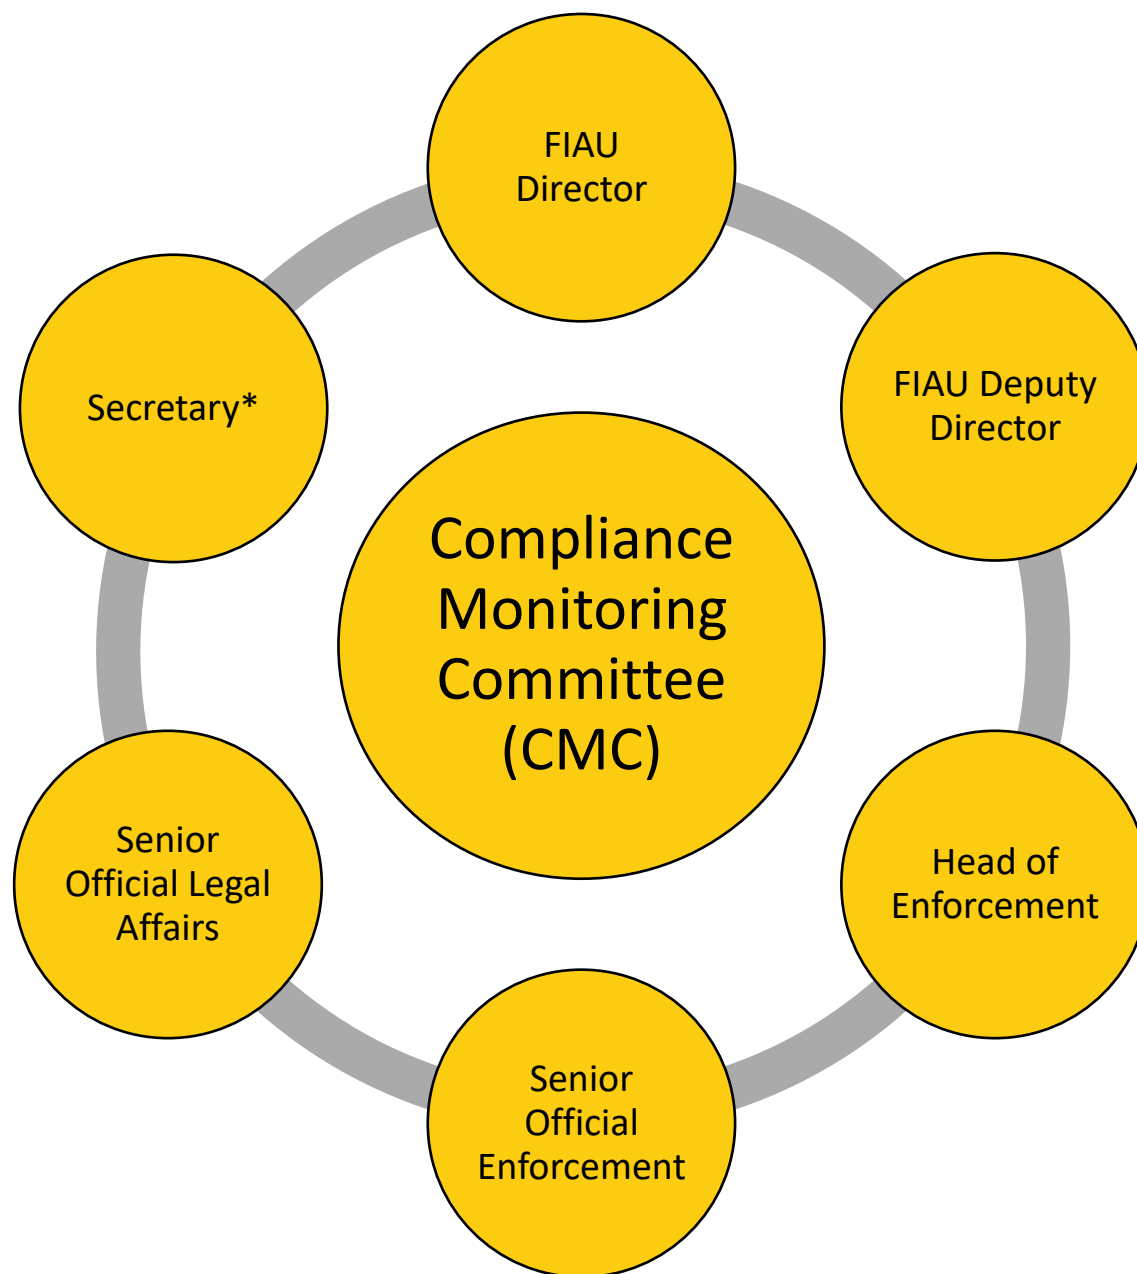 FIAU
Director
FIAU Deputy
Director
Head of
Enforcement
Senior
Official
Enforcement
Senior
Official Legal
Affairs
Secretary*
Compliance
Monitoring
Committee
(CMC)